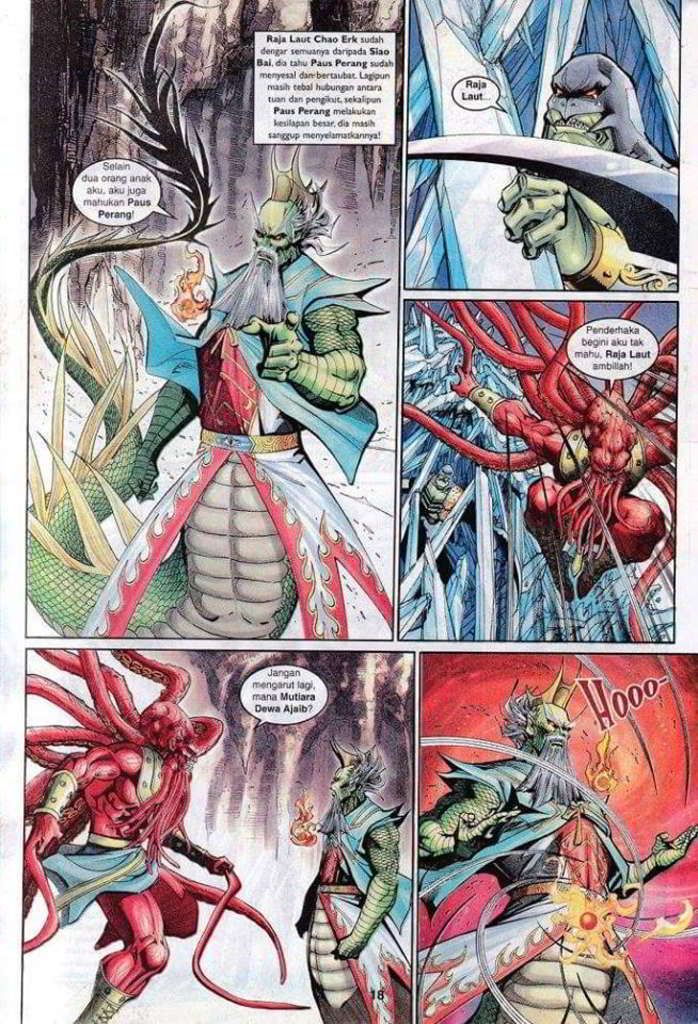 Raja Laut Chao Erk sudah
dengar semuanya daripada Siao
Bai, dia tahu Paus Perang sudah
menyesal dan bertaubat. Lagipun
masih tebal hubungan antara
tuan dan pengikut, sekalipun
Paus Perang melakukan
kesilapan besar, dia masih
sanggup menyelamatkannya!
Selain
dua orang anak
aku, aku juga
mahukan Paus
Perang!
Raja
Laut...
Penderhaka
begini aku tak
mahu, Raja Laut
ambillah!
Jangan
mengarut lagi,
mana Mutiara
Dewa Ajaib?
Hooo-
18